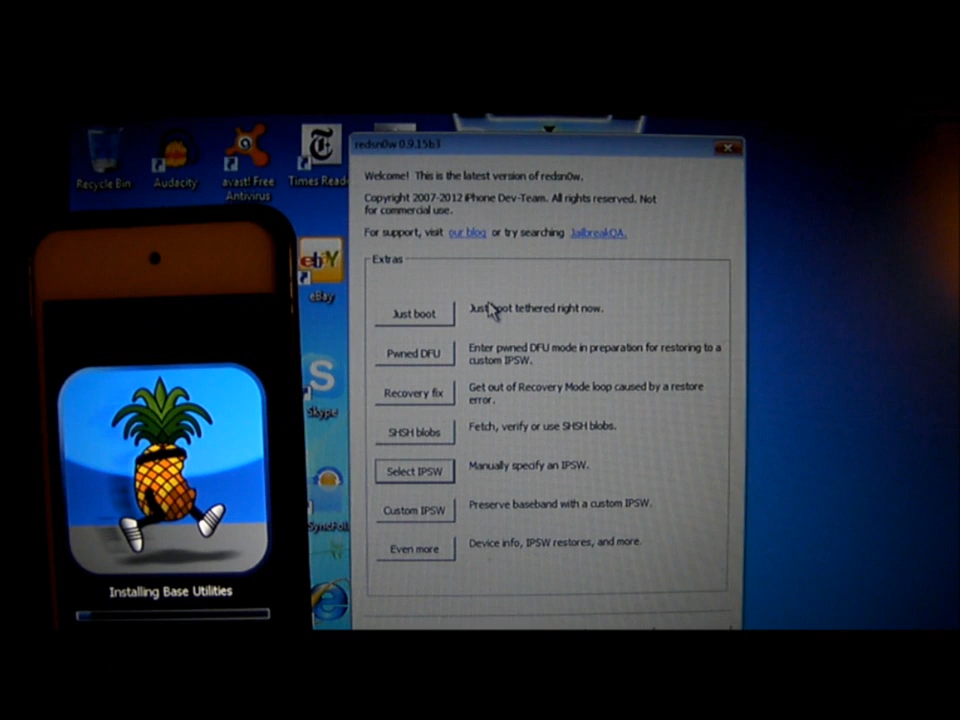 Recycle Bin
Audacity
avast! Free
Antivirus
Times Read
ebY
eBay
S
Skype
redsn0w 0.9.15b3
Welcome! This is the latest version of redsn0w.
Copyright 2007-2012 iPhone Dev-Team. All rights reserved. Not
for commercial use.
For support, visit our blog or try searching JailbreakQA.
Extras
Just boot
Just boot tethered right now.
Pwned DFU
Enter pwned DFU mode in preparation for restoring to a
custom IPSW.
Recovery fix
Get out of Recovery Mode loop caused by a restore
error.
SHSH blobs
Fetch, verify or use SHSH blobs.
Select IPSW
Manually specify an IPSW.
Custom IPSW
Preserve baseband with a custom IPSW.
Even more
Device info, IPSW restores, and more.
Installing Base Utilities